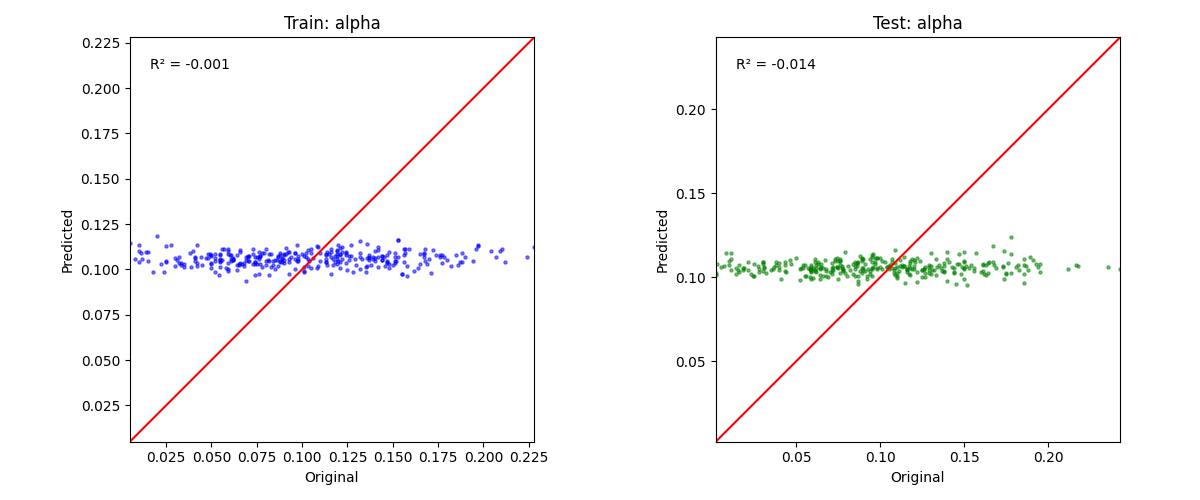 Train: alpha
R² = -0.001
Predicted
0.225
0.200
0.175
0.150
0.125
0.100
0.075
0.050
0.025
0.025 0.050 0.075 0.100 0.125 0.150 0.175 0.200 0.225
Original
Test: alpha
R² = -0.014
Predicted
0.20
0.15
0.10
0.05
0.05 0.10 0.15 0.20
Original